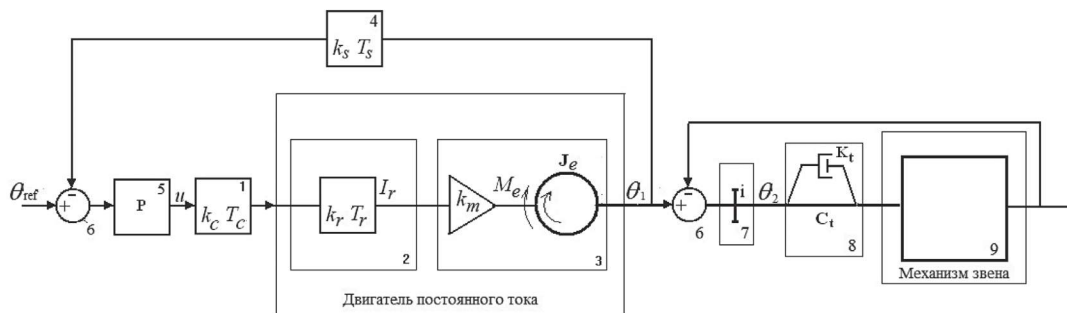 4
k_s T_s
θ_ref
−
+
6
5
P
u
1
k_c T_c
k_r T_r
I_r
2
k_m
M_e
J_e
3
θ_1
−
+
6
i
7
θ_2
K_t
C_t
8
9
Механизм звена
Двигатель постоянного тока